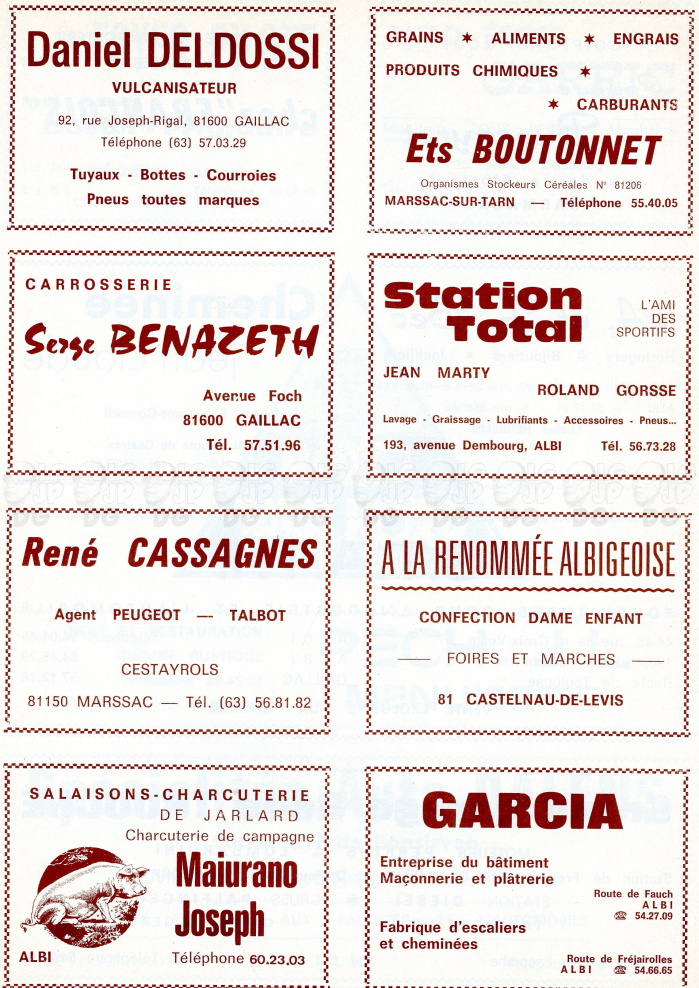 Daniel DELDOSSI
VULCANISATEUR
92, rue Joseph-Rigal, 81600 GAILLAC
Téléphone (63) 57.03.29
Tuyaux - Bottes - Courroies
Pneus toutes marques
GRAINS ✶ ALIMENTS ✶ ENGRAIS
PRODUITS CHIMIQUES ✶
✶ CARBURANTS
Ets BOUTONNET
Organismes Stockeurs Céréales N° 81206
MARSSAC-SUR-TARN — Téléphone 55.40.05
CARROSSERIE
Serge BENAZETH
Avenue Foch
81600 GAILLAC
Tél. 57.51.96
Station
Total
L'AMI
DES
SPORTIFS
JEAN MARTY
ROLAND GORSSE
Lavage - Graissage - Lubrifiants - Accessoires - Pneus...
193, avenue Dembourg, ALBI Tél. 56.73.28
René CASSAGNES
Agent PEUGEOT — TALBOT
CESTAYROLS
81150 MARSSAC — Tél. (63) 56.81.82
A LA RENOMMÉE ALBIGEOISE
CONFECTION DAME ENFANT
— FOIRES ET MARCHES —
81 CASTELNAU-DE-LEVIS
SALAISONS-CHARCUTERIE
DE JARLARD
Charcuterie de campagne
Maiurano
Joseph
ALBI Téléphone 60.23.03
GARCIA
Entreprise du bâtiment
Maçonnerie et plâtrerie
Route de Fauch
ALBI
☎ 54.27.09
Fabrique d'escaliers
et cheminées
Route de Fréjairolles
ALBI ☎ 54.66.65